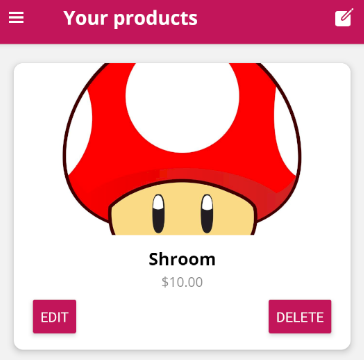 Your products
Shroom
$10.00
EDIT
DELETE